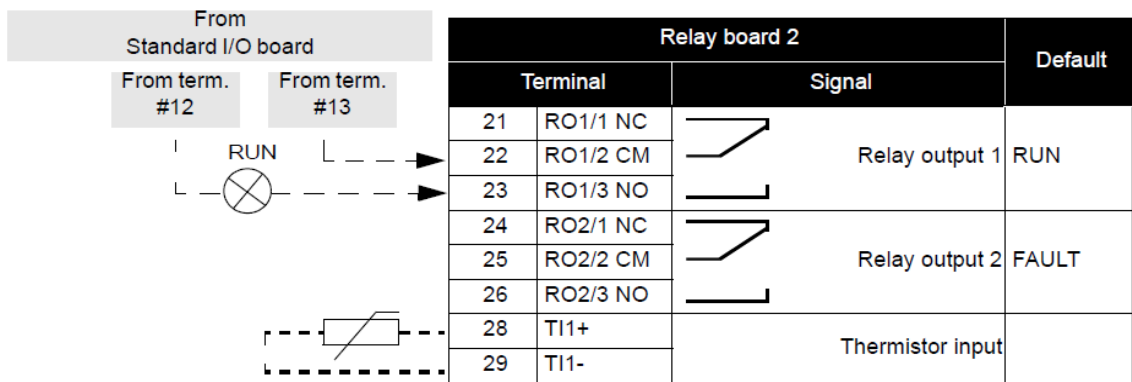 From
Standard I/O board
From term.
#12
From term.
#13
RUN
Relay board 2
Default
Terminal
Signal
21 RO1/1 NC
22 RO1/2 CM
23 RO1/3 NO
Relay output 1
RUN
24 RO2/1 NC
25 RO2/2 CM
26 RO2/3 NO
Relay output 2
FAULT
28 TI1+
29 TI1-
Thermistor input